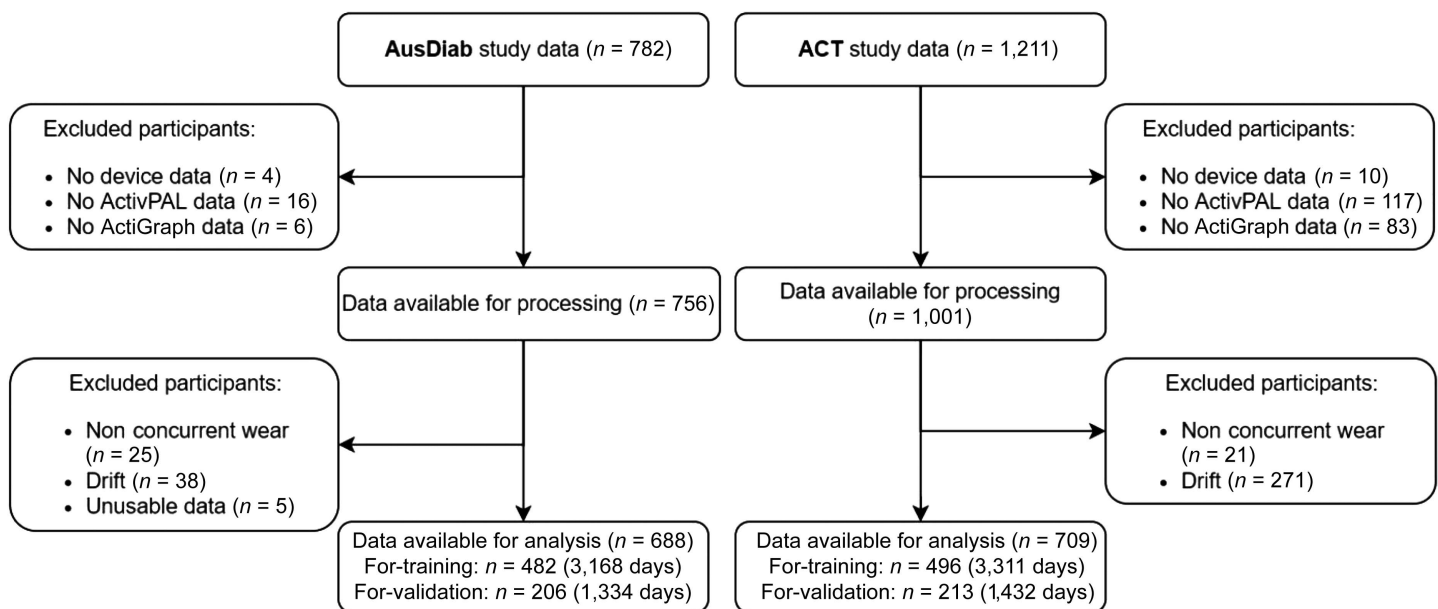 AusDiab study data (n = 782)
ACT study data (n = 1,211)
Excluded participants:
• No device data (n = 4)
• No ActivPAL data (n = 16)
• No ActiGraph data (n = 6)
Excluded participants:
• No device data (n = 10)
• No ActivPAL data (n = 117)
• No ActiGraph data (n = 83)
Data available for processing (n = 756)
Data available for processing
(n = 1,001)
Excluded participants:
• Non concurrent wear
(n = 25)
• Drift (n = 38)
• Unusable data (n = 5)
Excluded participants:
• Non concurrent wear
(n = 21)
• Drift (n = 271)
Data available for analysis (n = 688)
For-training: n = 482 (3,168 days)
For-validation: n = 206 (1,334 days)
Data available for analysis (n = 709)
For-training: n = 496 (3,311 days)
For-validation: n = 213 (1,432 days)